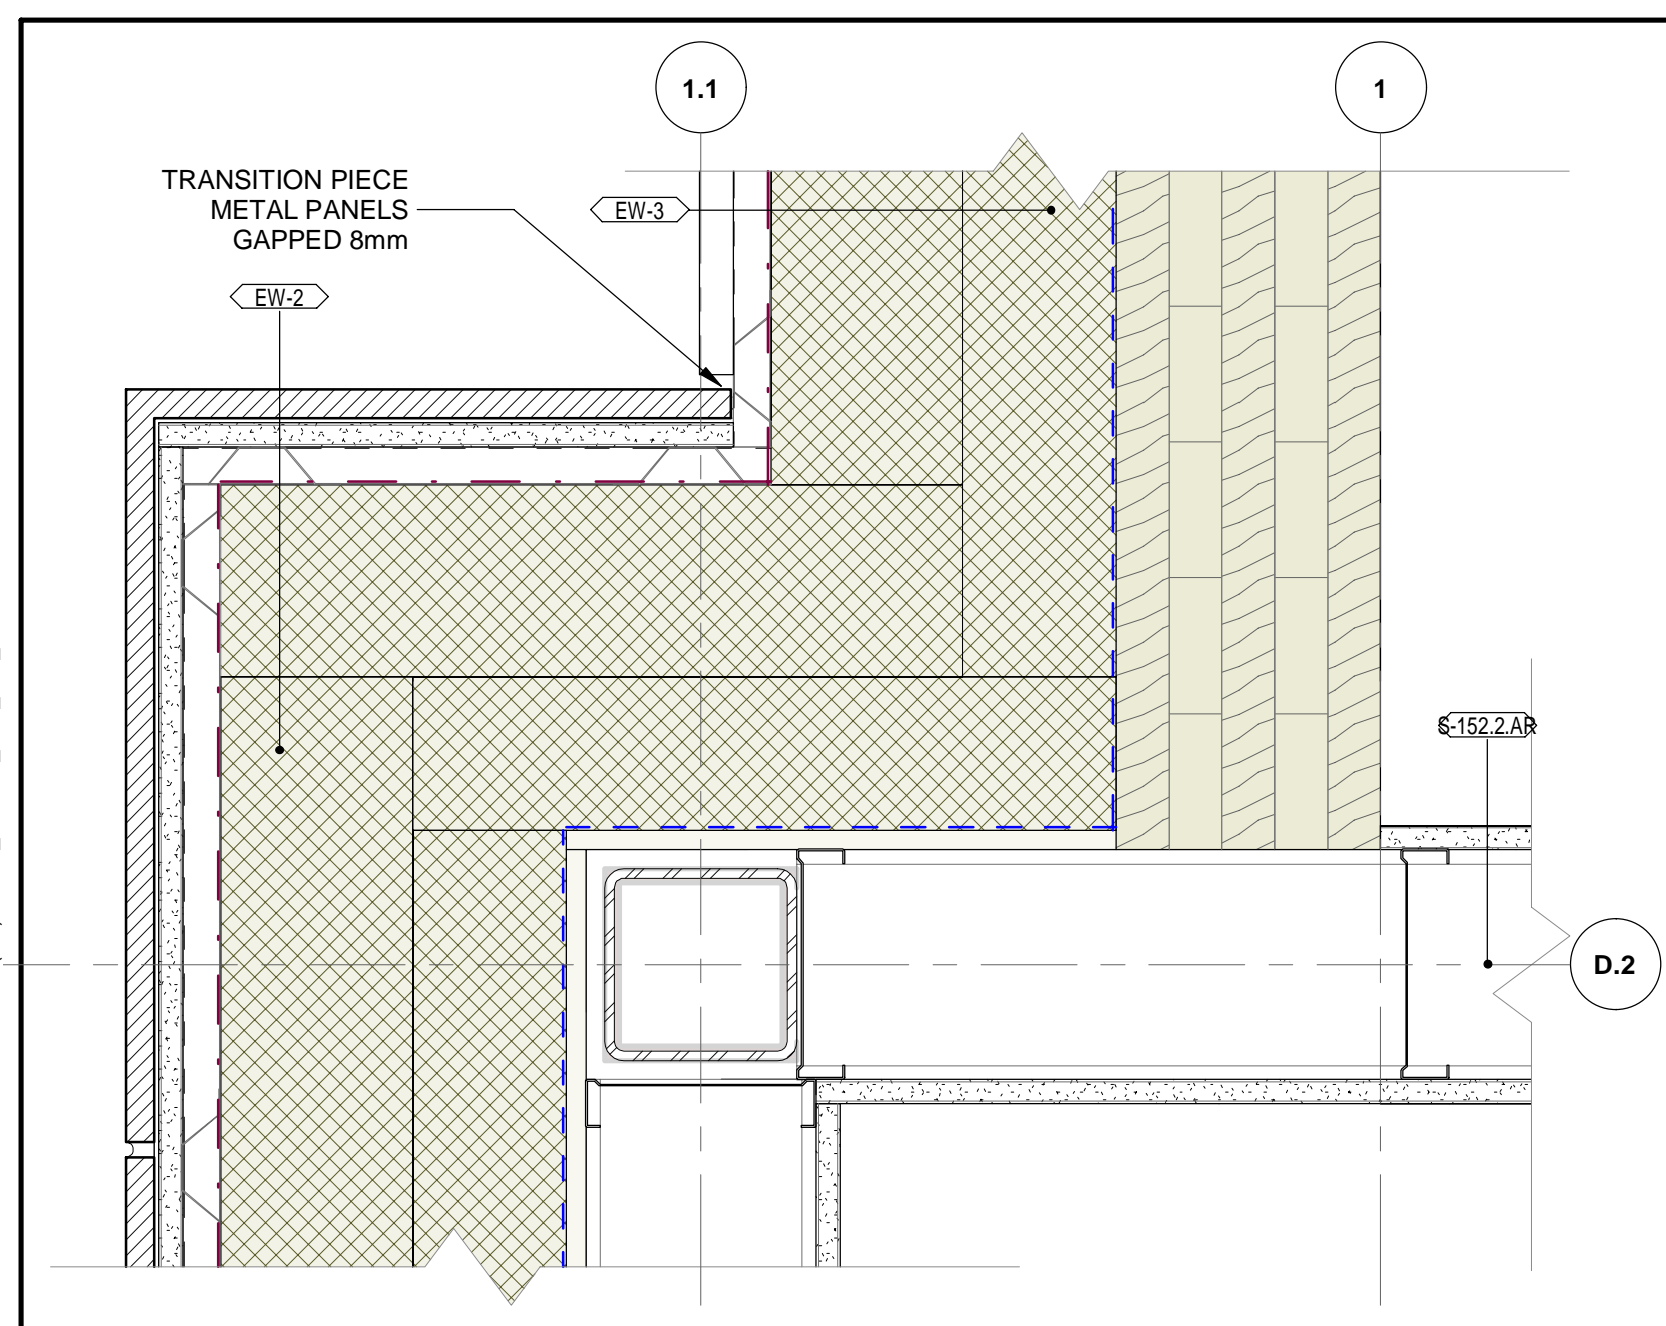 1.1
1
TRANSITION PIECE
METAL PANELS
GAPPED 8mm
EW-3
EW-2
S-152.2.AR
D.2